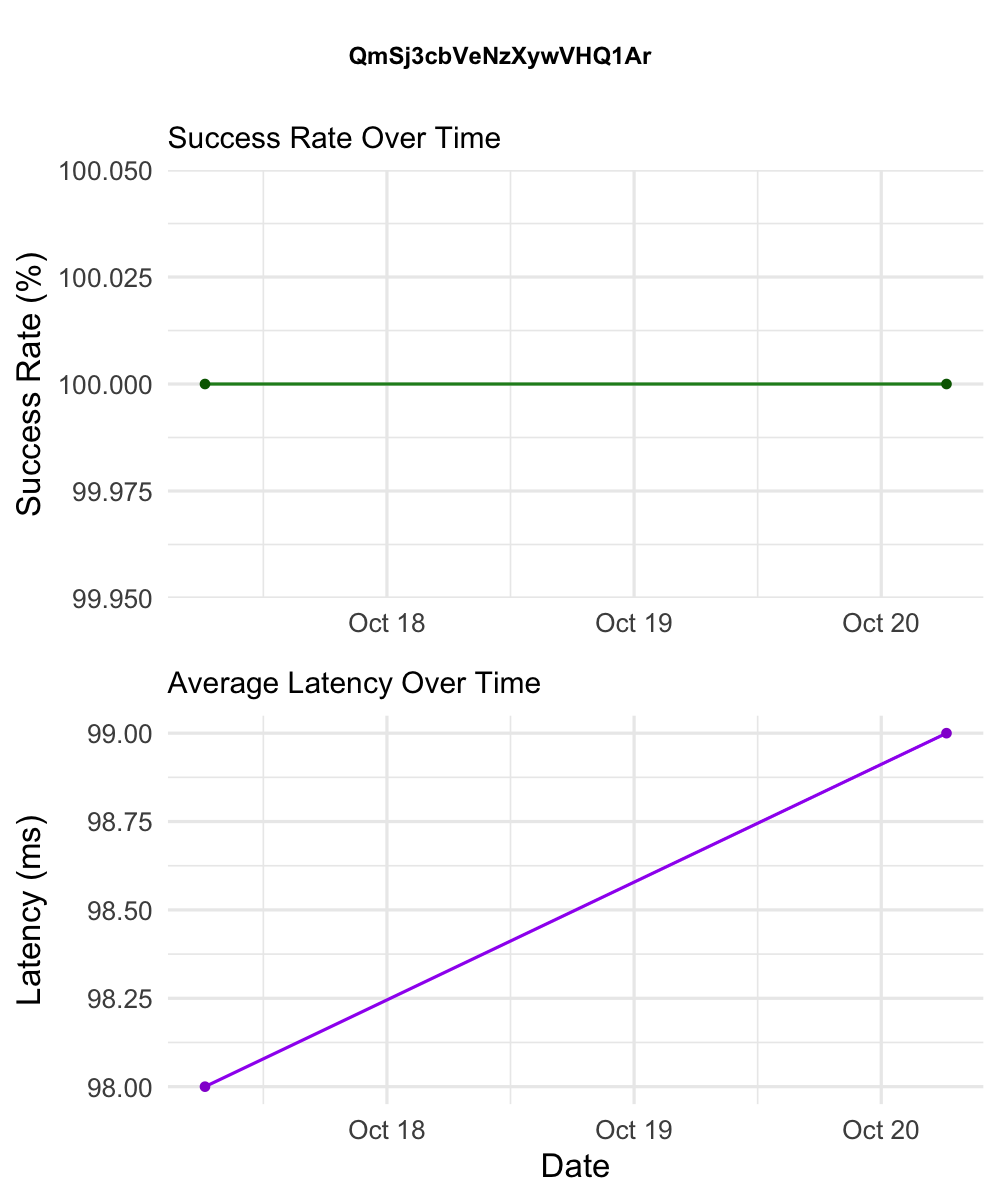 QmSj3cbVeNzXywVHQ1Ar
Success Rate Over Time
Success Rate (%)
100.050
100.025
100.000
99.975
99.950
Oct 18 Oct 19 Oct 20
Average Latency Over Time
Latency (ms)
99.00
98.75
98.50
98.25
98.00
Oct 18 Oct 19 Oct 20
Date